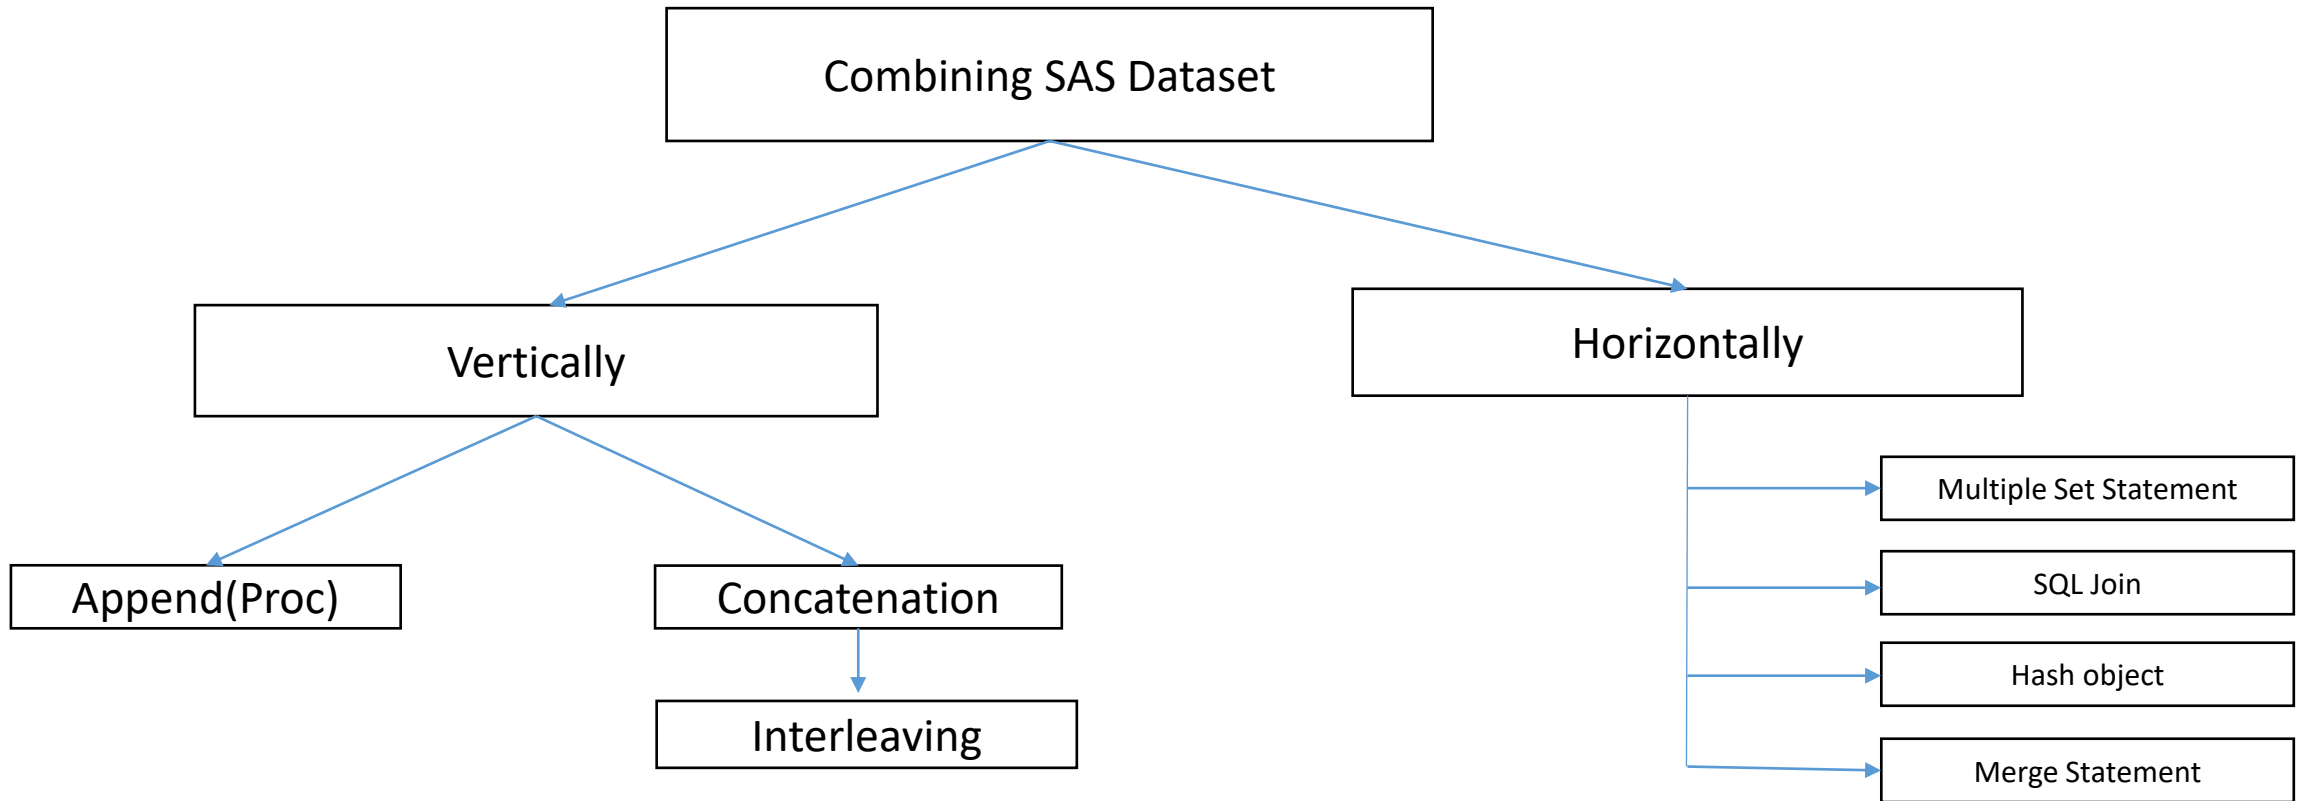 Combining SAS Dataset
Vertically
Horizontally
Append(Proc)
Concatenation
Interleaving
Multiple Set Statement
SQL Join
Hash object
Merge Statement